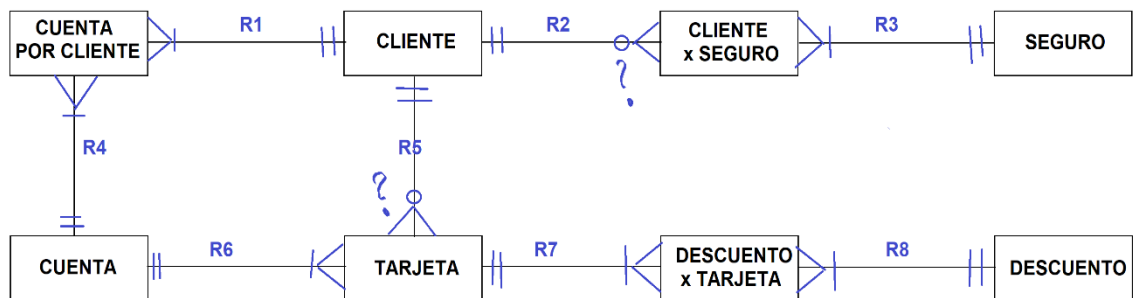 CUENTA
POR CLIENTE
R1
CLIENTE
R2
?
CLIENTE
x SEGURO
R3
SEGURO
R4
R5
?
CUENTA
R6
TARJETA
R7
DESCUENTO
x TARJETA
R8
DESCUENTO